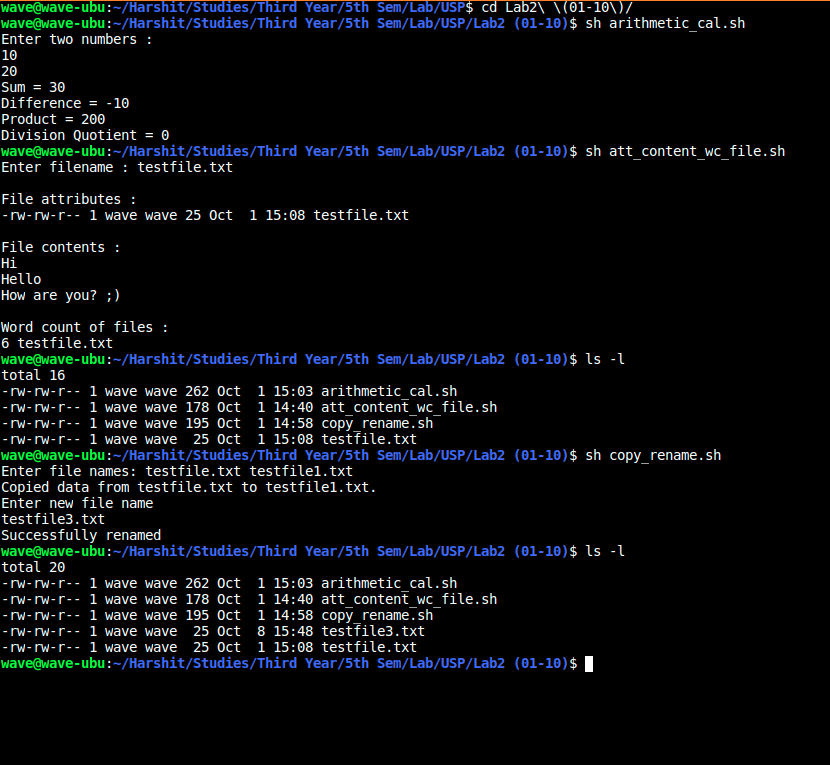 wave@wave-ubu:~/Harshit/Studies/Third Year/5th Sem/Lab/USP$ cd Lab2\ \(01-10\)/
wave@wave-ubu:~/Harshit/Studies/Third Year/5th Sem/Lab/USP/Lab2 (01-10)$ sh arithmetic_cal.sh
Enter two numbers :
10
20
Sum = 30
Difference = -10
Product = 200
Division Quotient = 0
wave@wave-ubu:~/Harshit/Studies/Third Year/5th Sem/Lab/USP/Lab2 (01-10)$ sh att_content_wc_file.sh
Enter filename : testfile.txt

File attributes :
-rw-rw-r-- 1 wave wave 25 Oct  1 15:08 testfile.txt

File contents :
Hi
Hello
How are you? ;)

Word count of files :
6 testfile.txt
wave@wave-ubu:~/Harshit/Studies/Third Year/5th Sem/Lab/USP/Lab2 (01-10)$ ls -l
total 16
-rw-rw-r-- 1 wave wave 262 Oct  1 15:03 arithmetic_cal.sh
-rw-rw-r-- 1 wave wave 178 Oct  1 14:40 att_content_wc_file.sh
-rw-rw-r-- 1 wave wave 195 Oct  1 14:58 copy_rename.sh
-rw-rw-r-- 1 wave wave  25 Oct  1 15:08 testfile.txt
wave@wave-ubu:~/Harshit/Studies/Third Year/5th Sem/Lab/USP/Lab2 (01-10)$ sh copy_rename.sh
Enter file names: testfile.txt testfile1.txt
Copied data from testfile.txt to testfile1.txt.
Enter new file name
testfile3.txt
Successfully renamed
wave@wave-ubu:~/Harshit/Studies/Third Year/5th Sem/Lab/USP/Lab2 (01-10)$ ls -l
total 20
-rw-rw-r-- 1 wave wave 262 Oct  1 15:03 arithmetic_cal.sh
-rw-rw-r-- 1 wave wave 178 Oct  1 14:40 att_content_wc_file.sh
-rw-rw-r-- 1 wave wave 195 Oct  1 14:58 copy_rename.sh
-rw-rw-r-- 1 wave wave  25 Oct  8 15:48 testfile3.txt
-rw-rw-r-- 1 wave wave  25 Oct  1 15:08 testfile.txt
wave@wave-ubu:~/Harshit/Studies/Third Year/5th Sem/Lab/USP/Lab2 (01-10)$